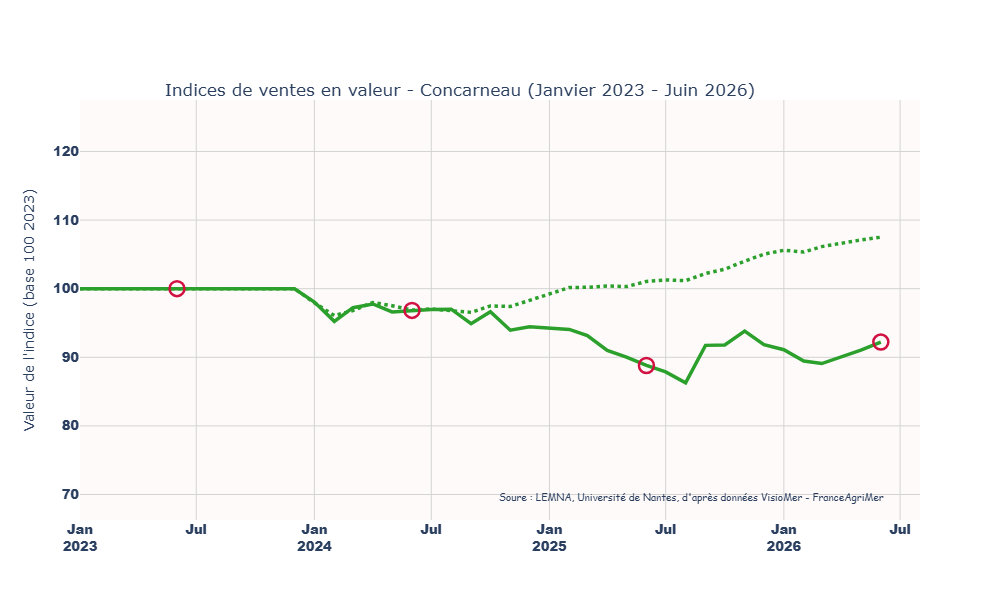 Indices de ventes en valeur - Concarneau (Janvier 2023 - Juin 2026)
Valeur de l'indice (base 100 2023)
120
110
100
90
80
70
Soure : LEMNA, Université de Nantes, d'après données VisioMer - FranceAgriMer
Jan Jul Jan Jul Jan Jul Jan Jul
2023 2024 2025 2026